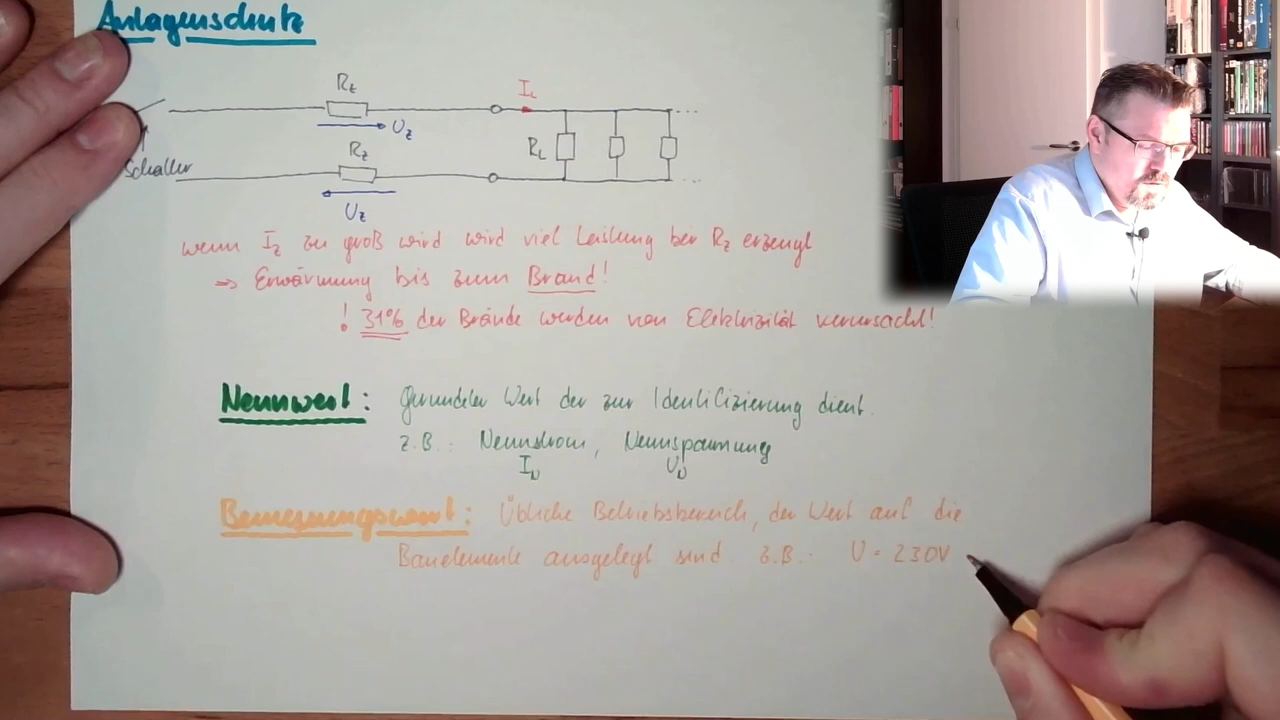 Anlagenschutz
Rz
IL
Uz
Rz
RL
Schalter
Uz
wenn Iz zu groß wird wird viel Leistung bei Rz erzeugt
⇒ Erwärmung bis zum Brand!
! 31% der Brände werden von Elektrizität verursacht!
Nennwert: Gerundeter Wert der zur Identifizierung dient.
z.B.: Nennstrom, Nennspannung
IN UN
Bemessungswert: Übliche Betriebsbereich, der Wert auf die
Bauelemente ausgelegt sind. z.B.: U = 230V